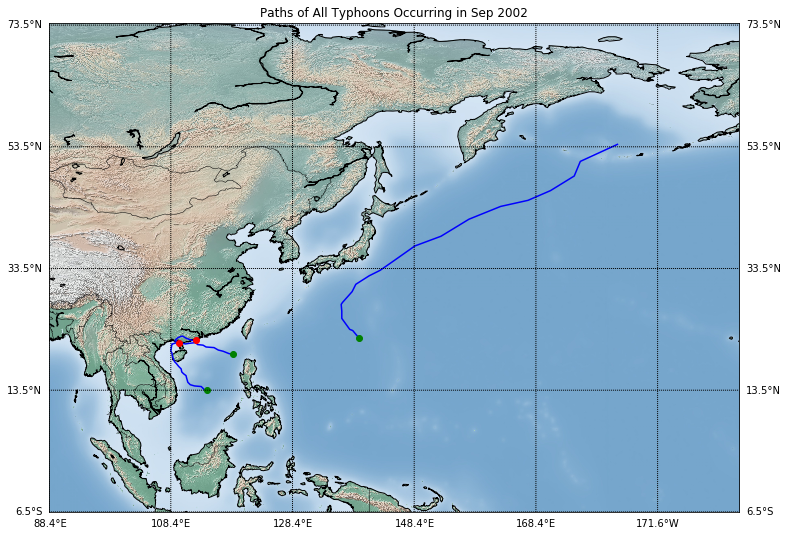 Paths of All Typhoons Occurring in Sep 2002
73.5°N 73.5°N
53.5°N 53.5°N
33.5°N 33.5°N
13.5°N 13.5°N
6.5°S 6.5°S
88.4°E 108.4°E 128.4°E 148.4°E 168.4°E 171.6°W